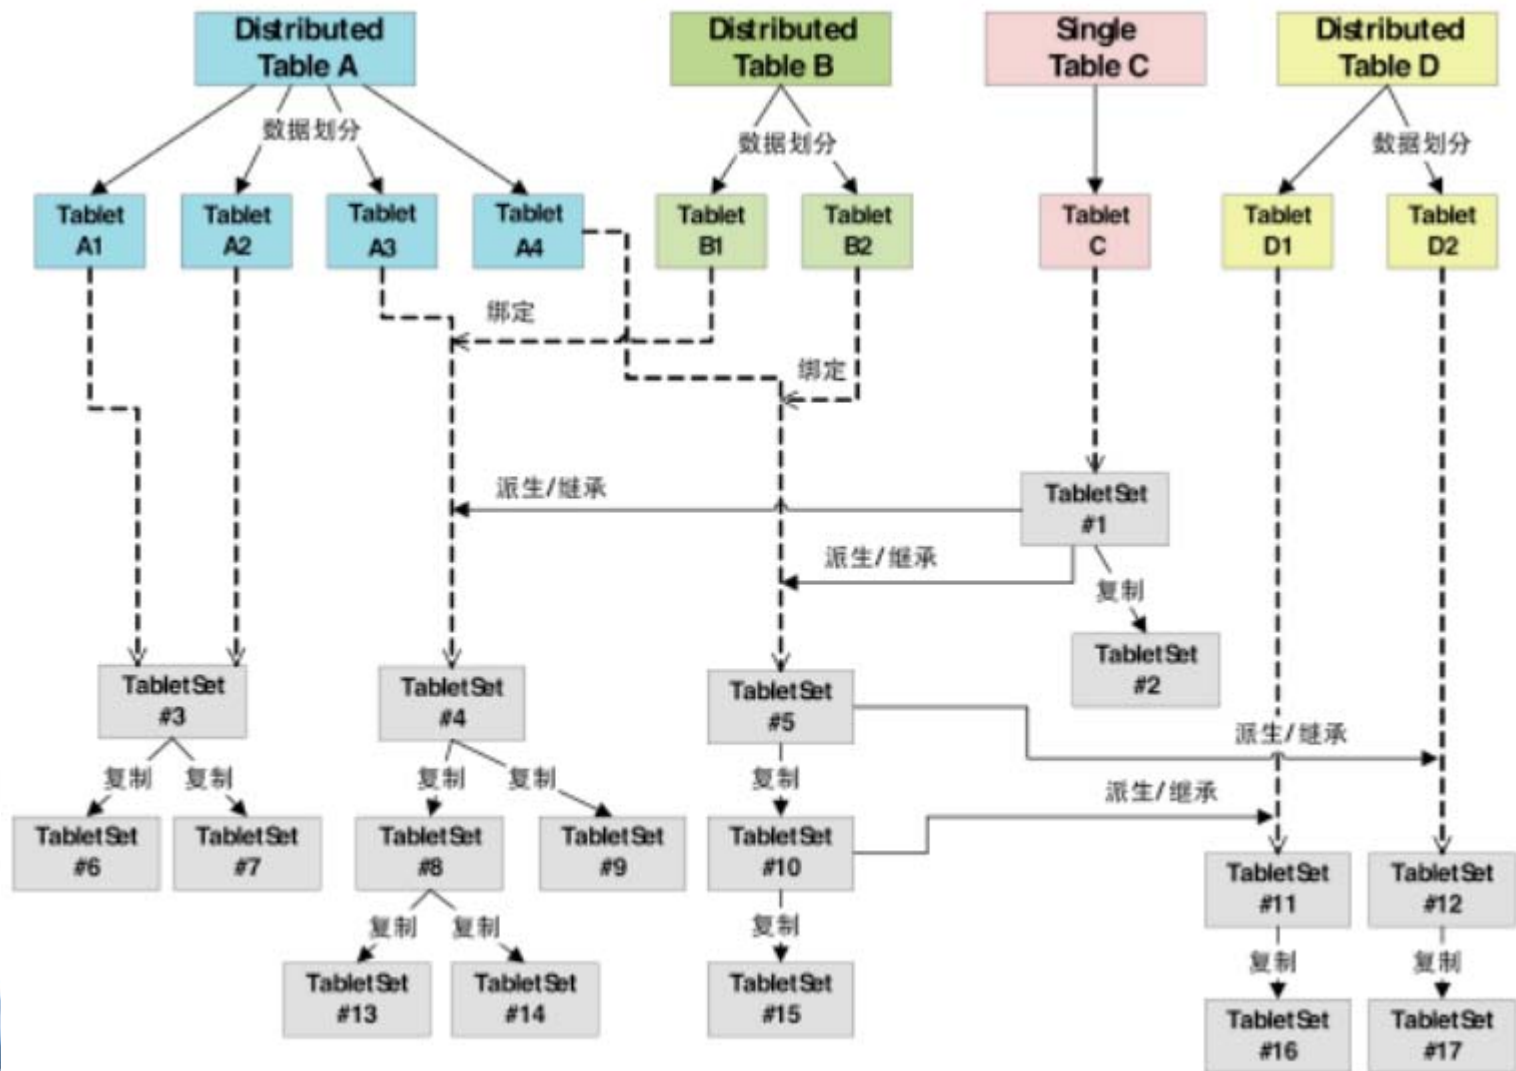 Distributed
Table A
Distributed
Table B
Single
Table C
Distributed
Table D
数据划分
数据划分
数据划分
Tablet
A1
Tablet
A2
Tablet
A3
Tablet
A4
Tablet
B1
Tablet
B2
Tablet
C
Tablet
D1
Tablet
D2
绑定
绑定
派生/继承
TabletSet
#1
派生/继承
复制
TabletSet
#2
TabletSet
#3
TabletSet
#4
TabletSet
#5
派生/继承
复制
复制
复制
复制
复制
派生/继承
TabletSet
#6
TabletSet
#7
TabletSet
#8
TabletSet
#9
TabletSet
#10
TabletSet
#11
TabletSet
#12
复制
复制
复制
复制
复制
TabletSet
#13
TabletSet
#14
TabletSet
#15
TabletSet
#16
TabletSet
#17